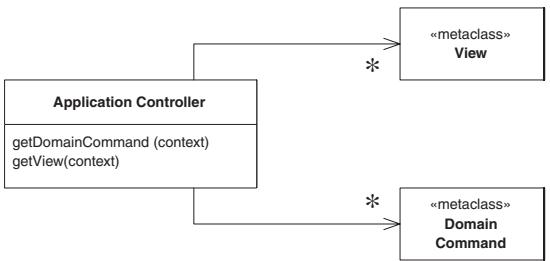 «metaclass»
View
*
Application Controller
getDomainCommand (context)
getView(context)
*
«metaclass»
Domain
Command